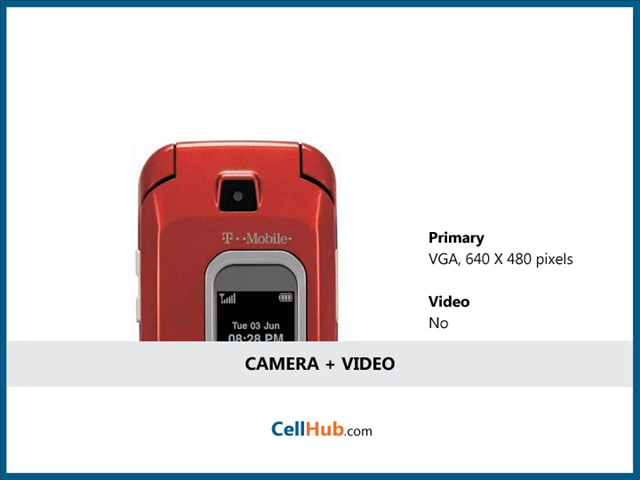 T··Mobile·
Tue 03 Jun
08:28 PM
Primary
VGA, 640 X 480 pixels
Video
No
CAMERA + VIDEO
CellHub.com